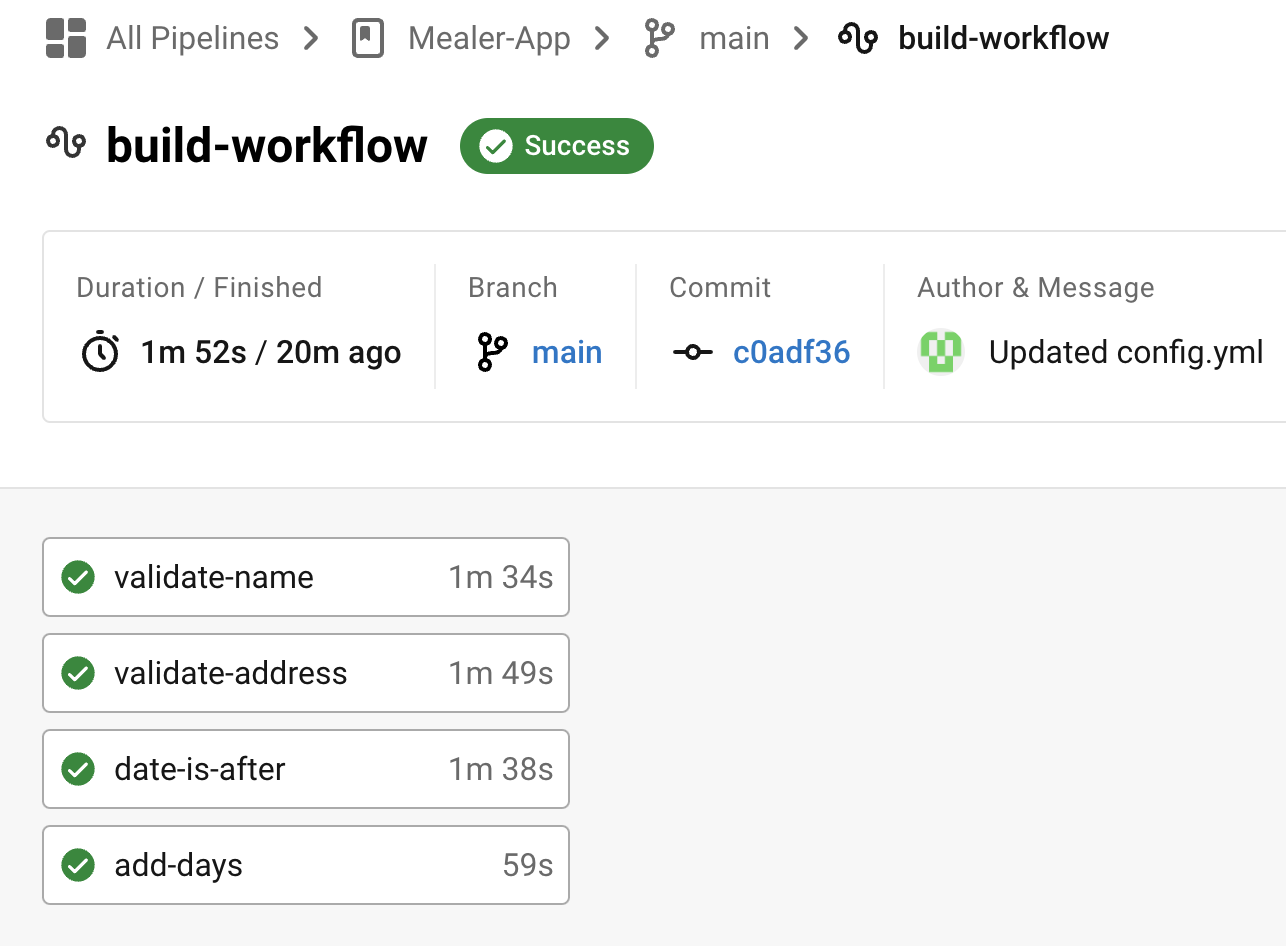 All Pipelines > Mealer-App > main > build-workflow
build-workflow Success
Duration / Finished Branch Commit Author & Message
1m 52s / 20m ago main c0adf36 Updated config.yml
validate-name 1m 34s
validate-address 1m 49s
date-is-after 1m 38s
add-days 59s